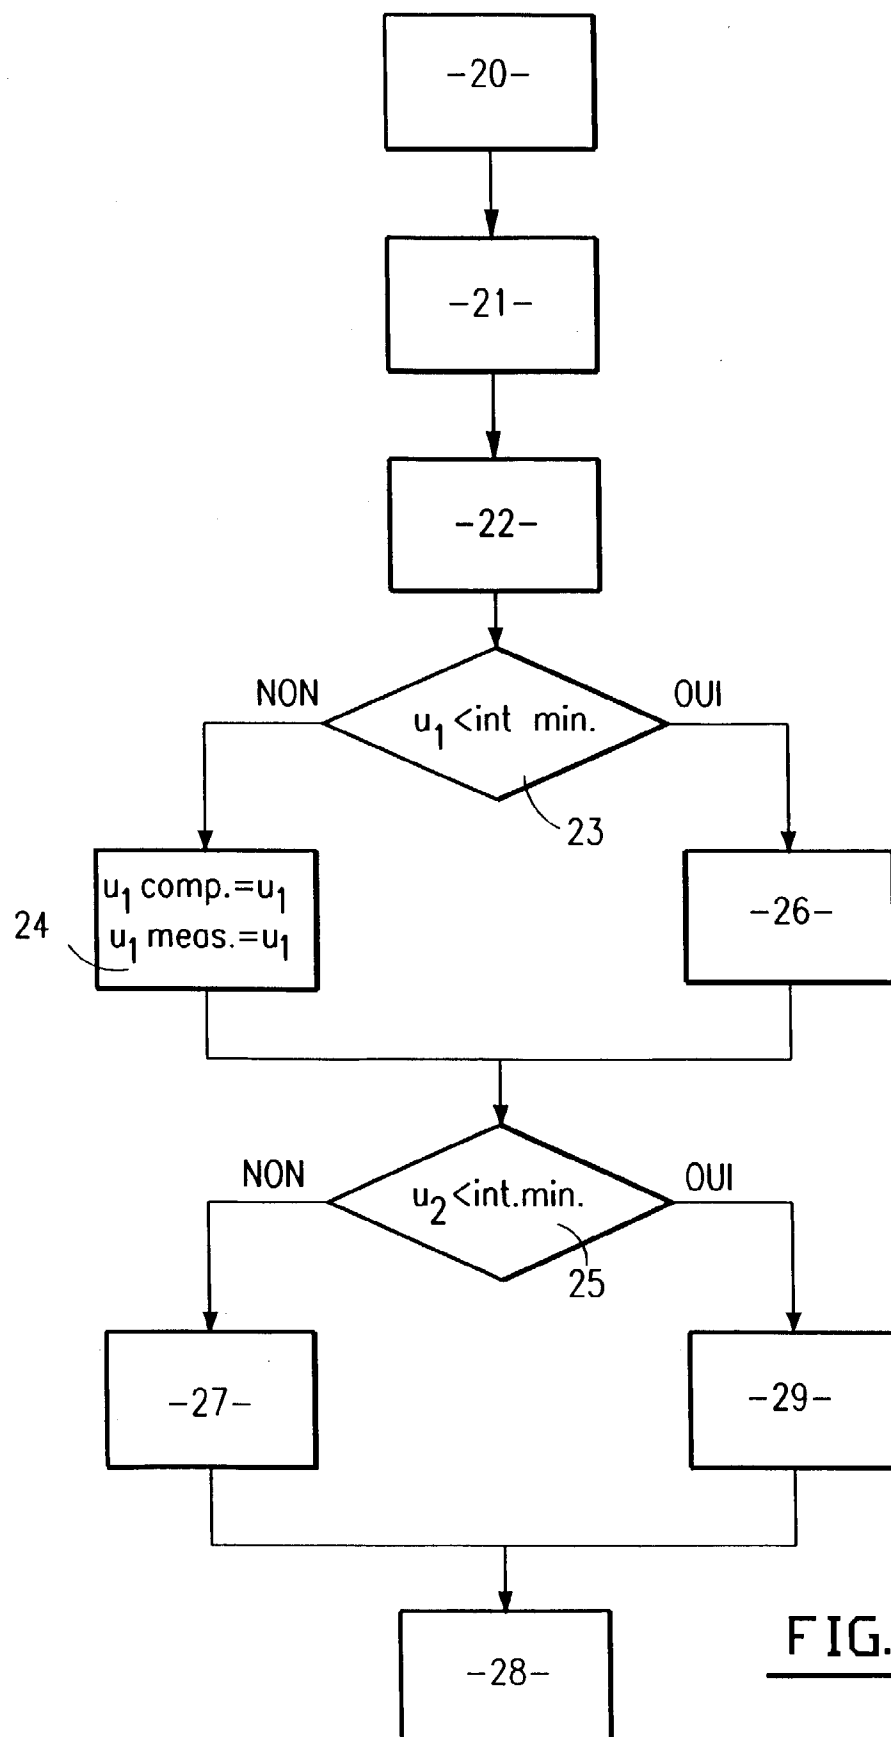 -20-
-21-
-22-
NON
OUI
u₁ <int min.
23
u₁ comp.=u₁
u₁ meas.=u₁
24
-26-
NON
OUI
u₂ <int.min.
25
-27-
-29-
-28-
FIG.